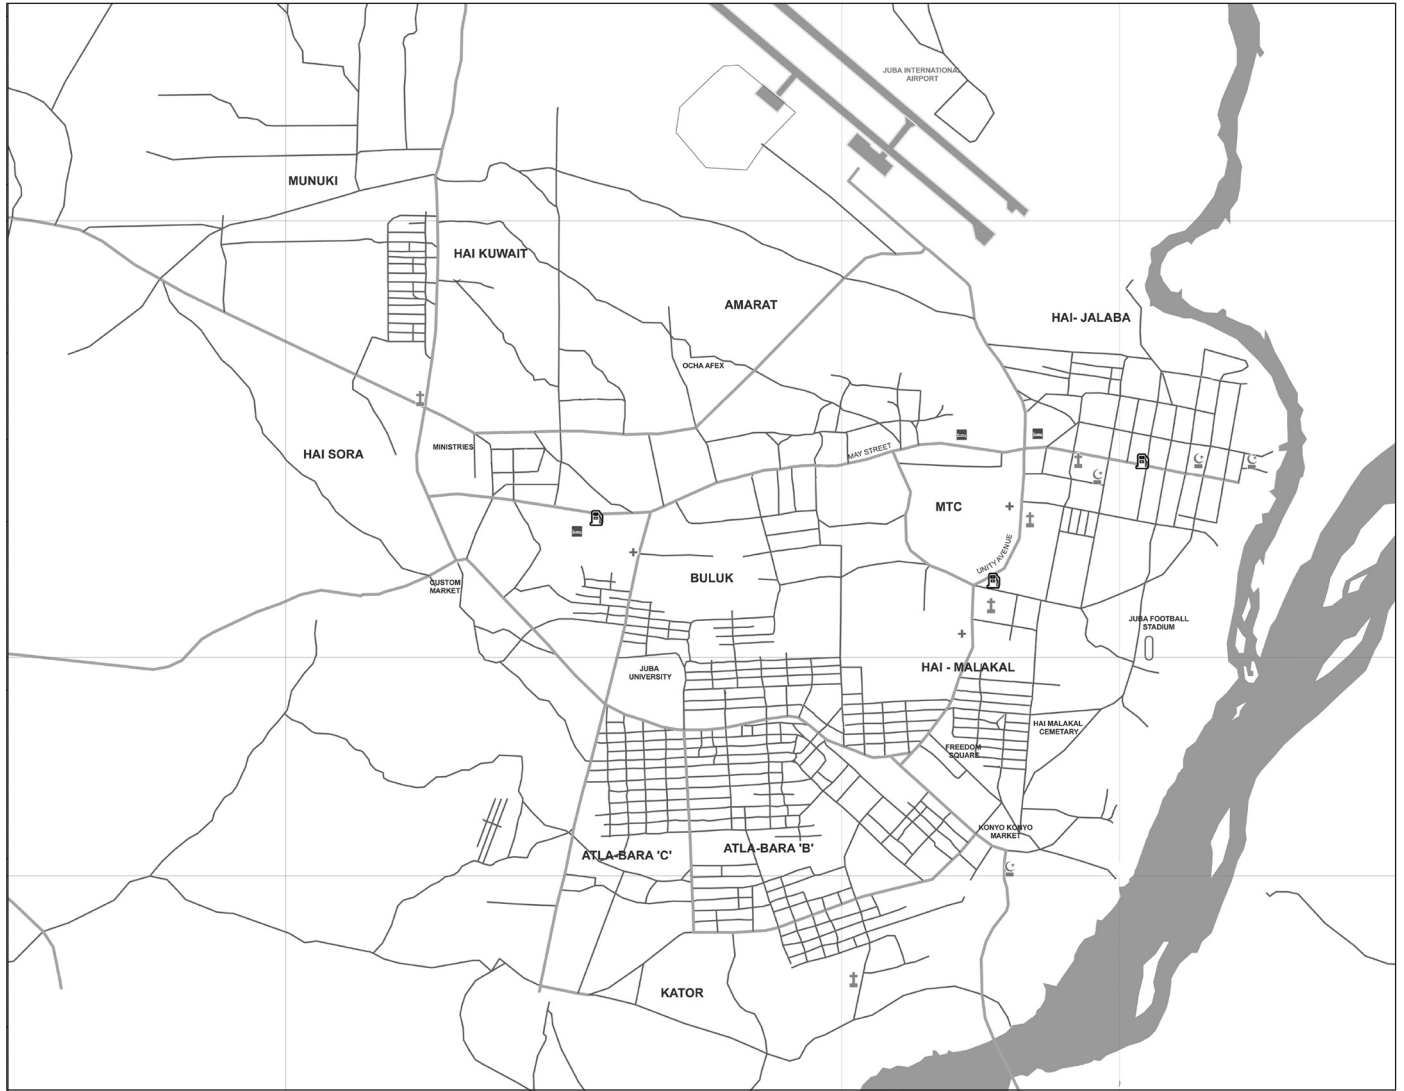 JUBA INTERNATIONAL
AIRPORT
MUNUKI
HAI KUWAIT
AMARAT
HAI- JALABA
OCHA AFEX
MINISTRIES
HAI SORA
MAY STREET
MTC
UNITY AVENUE
BULUK
CUSTOM
MARKET
JUBA FOOTBALL
STADIUM
JUBA
UNIVERSITY
HAI - MALAKAL
HAI MALAKAL
CEMETARY
FREEDOM
SQUARE
KONYO KONYO
MARKET
ATLA-BARA 'C'
ATLA-BARA 'B'
KATOR